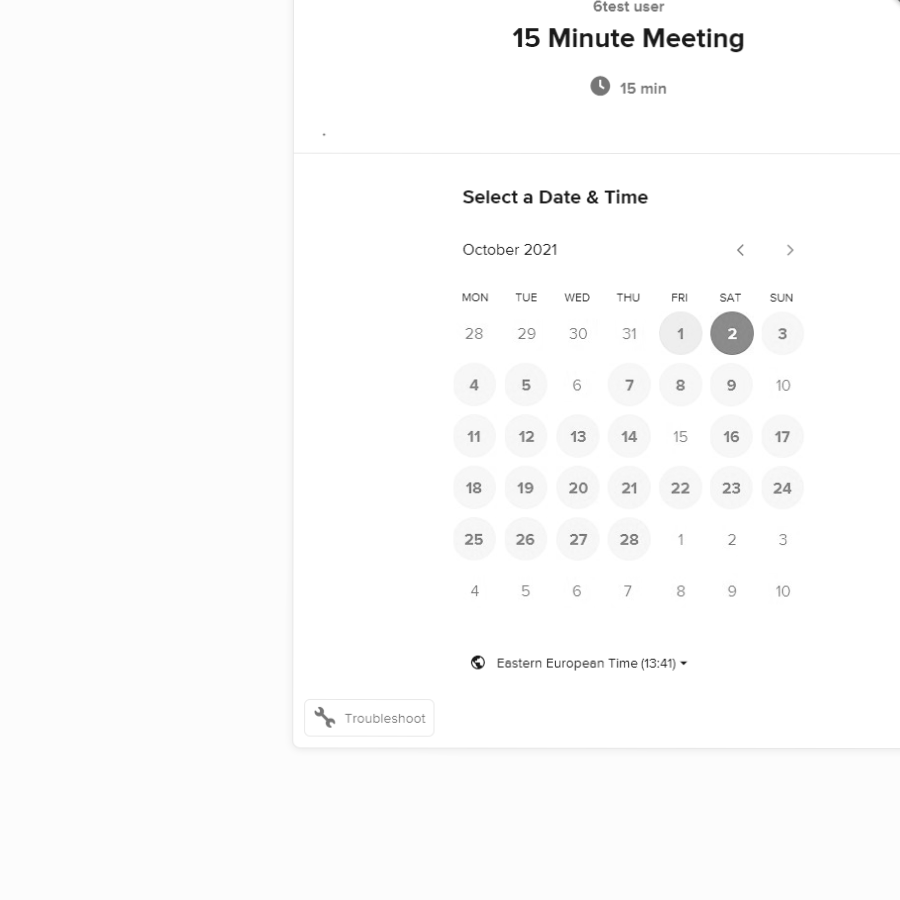 6test user
15 Minute Meeting
15 min
.
Select a Date & Time
October 2021
MON TUE WED THU FRI SAT SUN
28 29 30 31 1 2 3
4 5 6 7 8 9 10
11 12 13 14 15 16 17
18 19 20 21 22 23 24
25 26 27 28 1 2 3
4 5 6 7 8 9 10
Eastern European Time (13:41)
Troubleshoot